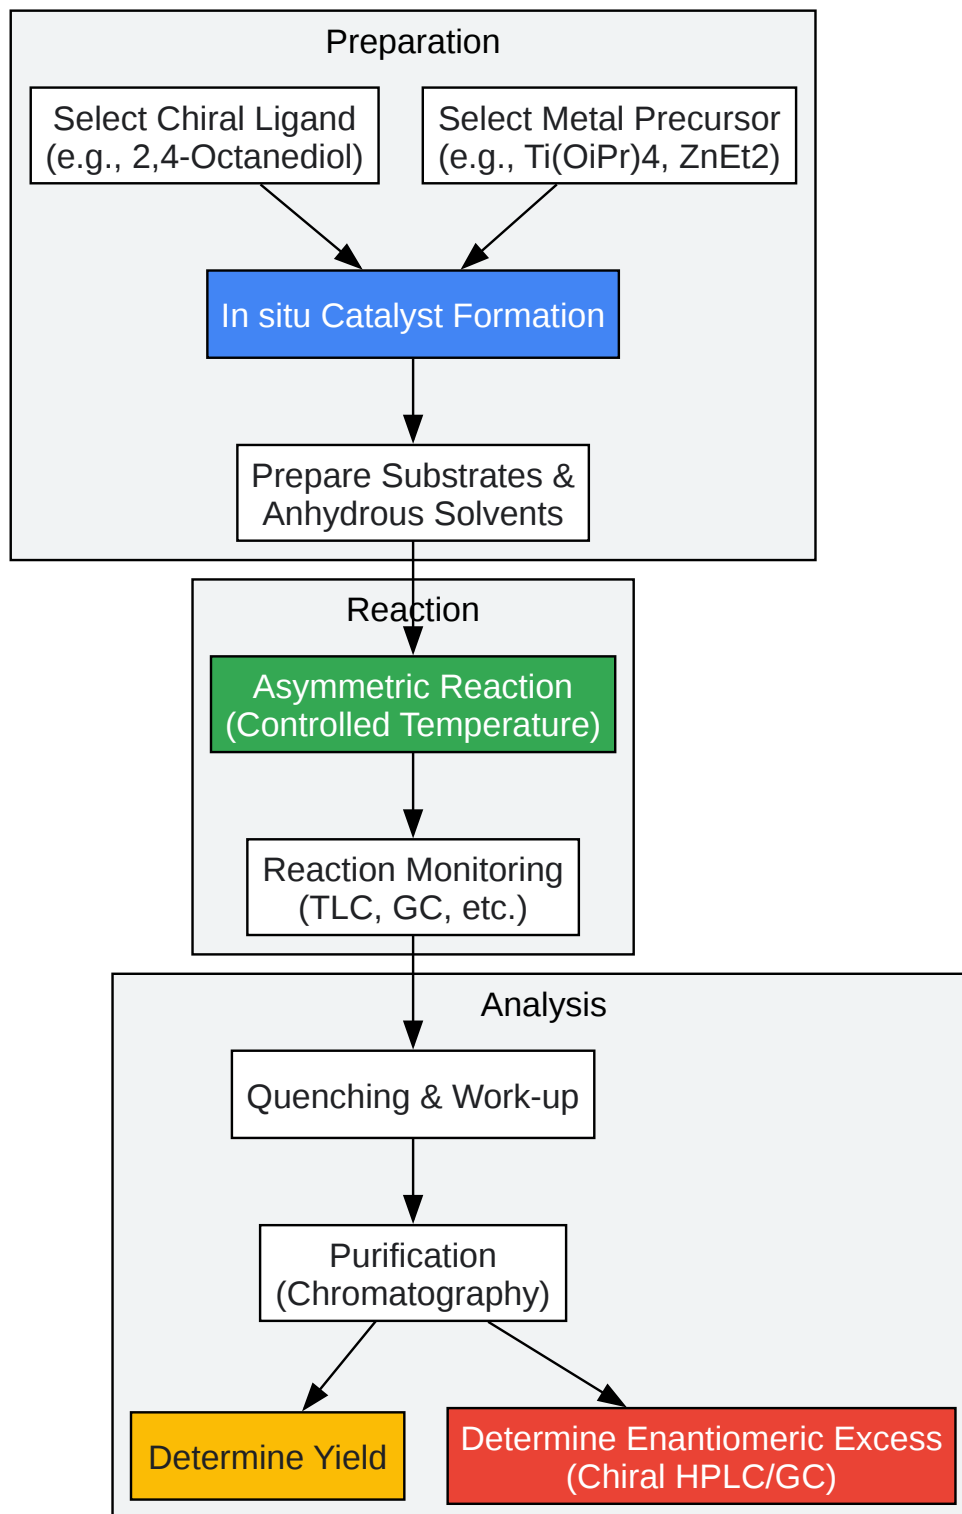 Preparation
Select Chiral Ligand
(e.g., 2,4-Octanediol)
Select Metal Precursor
(e.g., Ti(OiPr)4, ZnEt2)
In situ Catalyst Formation
Prepare Substrates &
Anhydrous Solvents
Reaction
Asymmetric Reaction
(Controlled Temperature)
Reaction Monitoring
(TLC, GC, etc.)
Analysis
Quenching & Work-up
Purification
(Chromatography)
Determine Yield
Determine Enantiomeric Excess
(Chiral HPLC/GC)